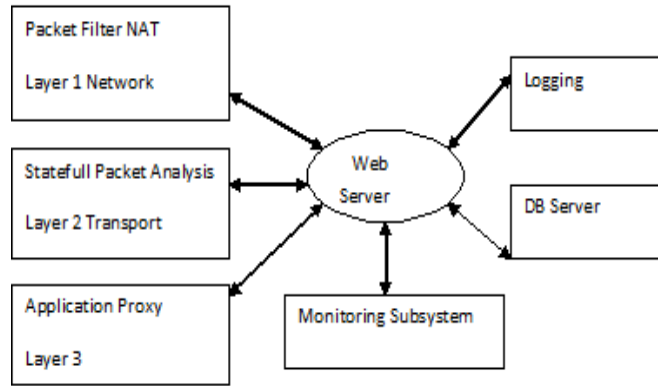 Packet Filter NAT
Layer 1 Network
Logging
Web
Server
Statefull Packet Analysis
Layer 2 Transport
DB Server
Application Proxy
Layer 3
Monitoring Subsystem